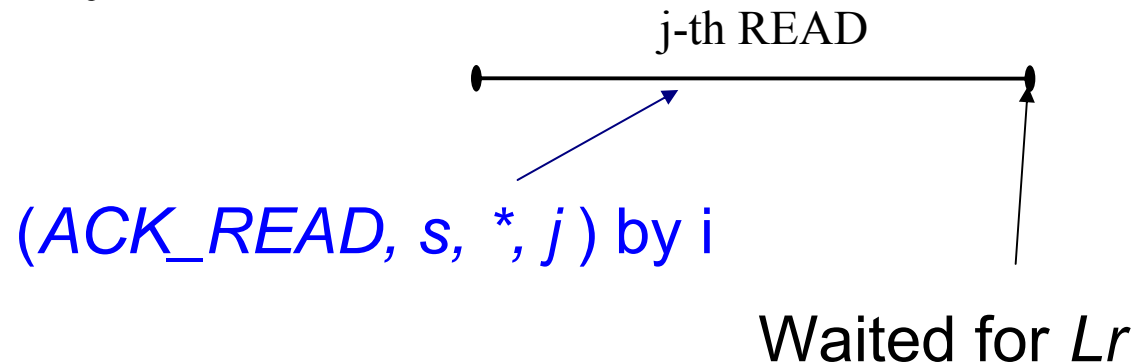 j-th READ
(ACK_READ, s, *, j ) by i
Waited for Lr